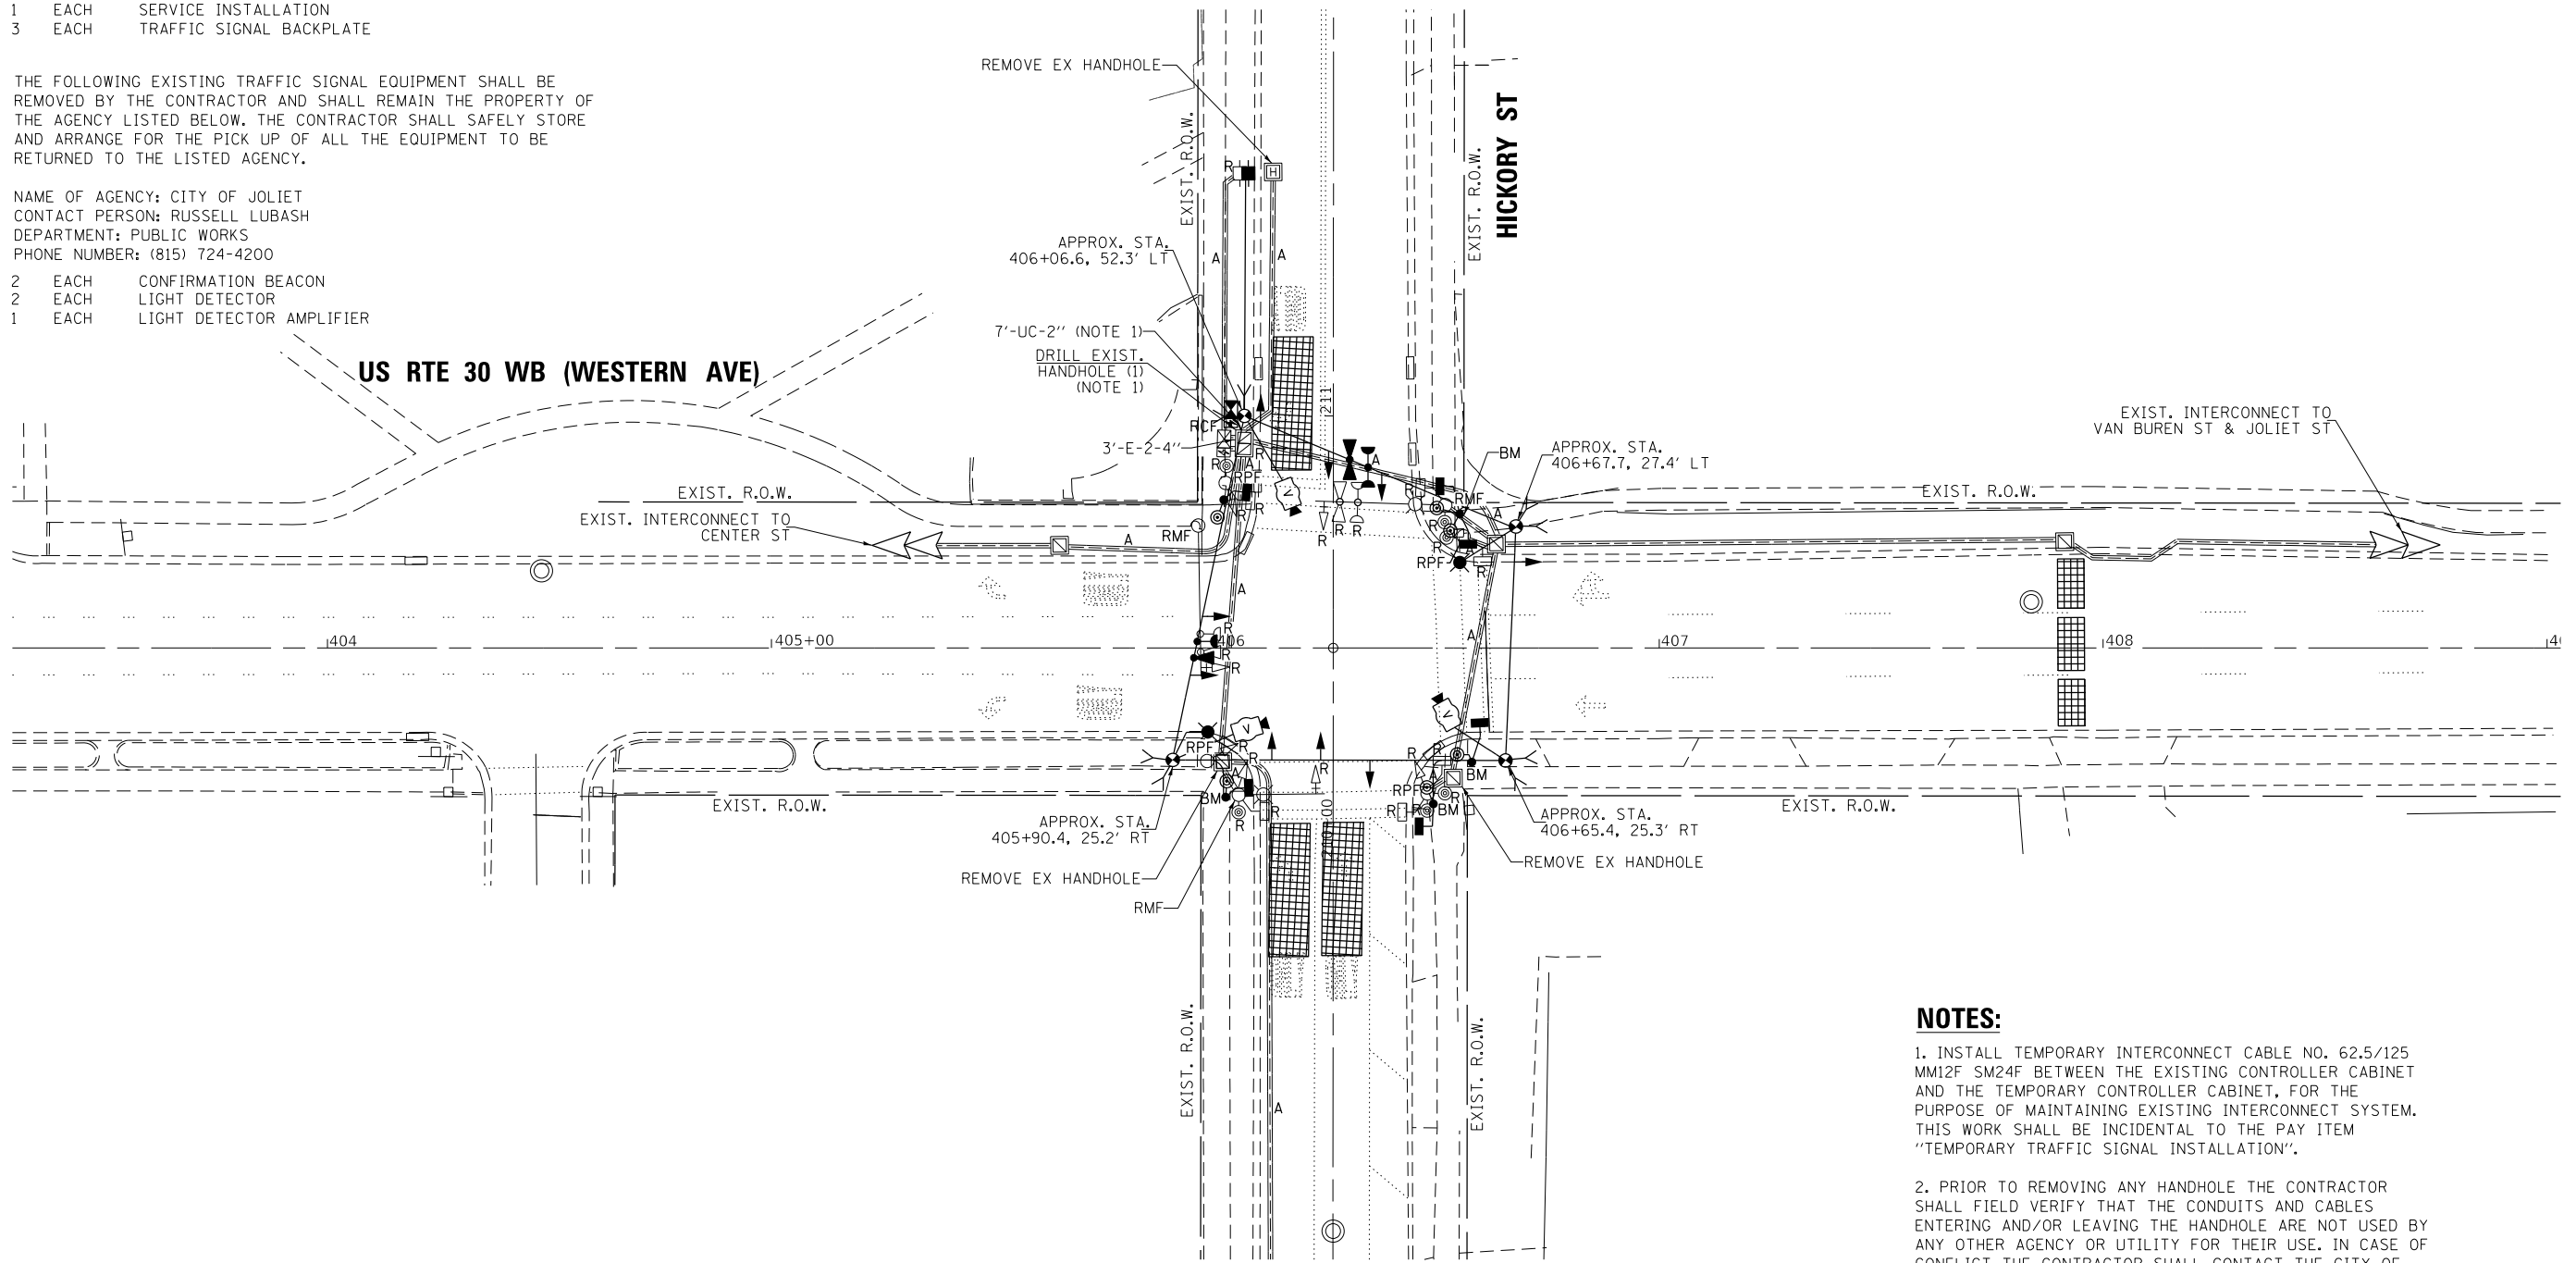 1 EACH SERVICE INSTALLATION
3 EACH TRAFFIC SIGNAL BACKPLATE
THE FOLLOWING EXISTING TRAFFIC SIGNAL EQUIPMENT SHALL BE
REMOVED BY THE CONTRACTOR AND SHALL REMAIN THE PROPERTY OF
THE AGENCY LISTED BELOW. THE CONTRACTOR SHALL SAFELY STORE
AND ARRANGE FOR THE PICK UP OF ALL THE EQUIPMENT TO BE
RETURNED TO THE LISTED AGENCY.
NAME OF AGENCY: CITY OF JOLIET
CONTACT PERSON: RUSSELL LUBASH
DEPARTMENT: PUBLIC WORKS
PHONE NUMBER: (815) 724-4200
2 EACH CONFIRMATION BEACON
2 EACH LIGHT DETECTOR
1 EACH LIGHT DETECTOR AMPLIFIER
US RTE 30 WB (WESTERN AVE)
REMOVE EX HANDHOLE
HICKORY ST
EXIST. R.O.W.
EXIST. R.O.W.
R
H
A
A
APPROX. STA.
406+06.6, 52.3' LT
7'-UC-2" (NOTE 1)
DRILL EXIST.
HANDHOLE (1)
(NOTE 1)
211
RCF
3'-E-2-4"
R
R
A
RPF
V
A
BM
APPROX. STA.
406+67.7, 27.4' LT
EXIST. INTERCONNECT TO
VAN BUREN ST & JOLIET ST
EXIST. R.O.W.
EXIST. R.O.W.
EXIST. INTERCONNECT TO
CENTER ST
A
RMF
R
R
R
R
R
RMF
A
R
R
RPF
R
A
A
404
405+00
406
407
408
R
R
R
V
V
RPF
R
R
R
R
R
A
BM
R
R
A
RPF
R
BM
BM
R
R
EXIST. R.O.W.
EXIST. R.O.W.
APPROX. STA.
405+90.4, 25.2' RT
APPROX. STA.
406+65.4, 25.3' RT
REMOVE EX HANDHOLE
REMOVE EX HANDHOLE
RMF
EXIST. R.O.W.
EXIST. R.O.W.
A
NOTES:
1. INSTALL TEMPORARY INTERCONNECT CABLE NO. 62.5/125
MM12F SM24F BETWEEN THE EXISTING CONTROLLER CABINET
AND THE TEMPORARY CONTROLLER CABINET, FOR THE
PURPOSE OF MAINTAINING EXISTING INTERCONNECT SYSTEM.
THIS WORK SHALL BE INCIDENTAL TO THE PAY ITEM
"TEMPORARY TRAFFIC SIGNAL INSTALLATION".
2. PRIOR TO REMOVING ANY HANDHOLE THE CONTRACTOR
SHALL FIELD VERIFY THAT THE CONDUITS AND CABLES
ENTERING AND/OR LEAVING THE HANDHOLE ARE NOT USED BY
ANY OTHER AGENCY OR UTILITY FOR THEIR USE. IN CASE OF
CONFLICT THE CONTRACTOR SHALL CONTACT THE CITY OF